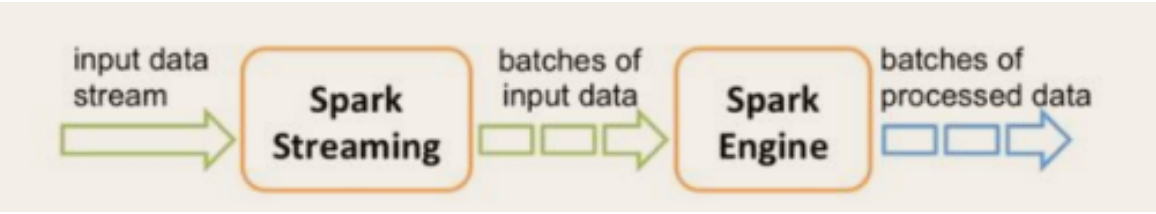 input data
stream
Spark
Streaming
batches of
input data
Spark
Engine
batches of
processed data